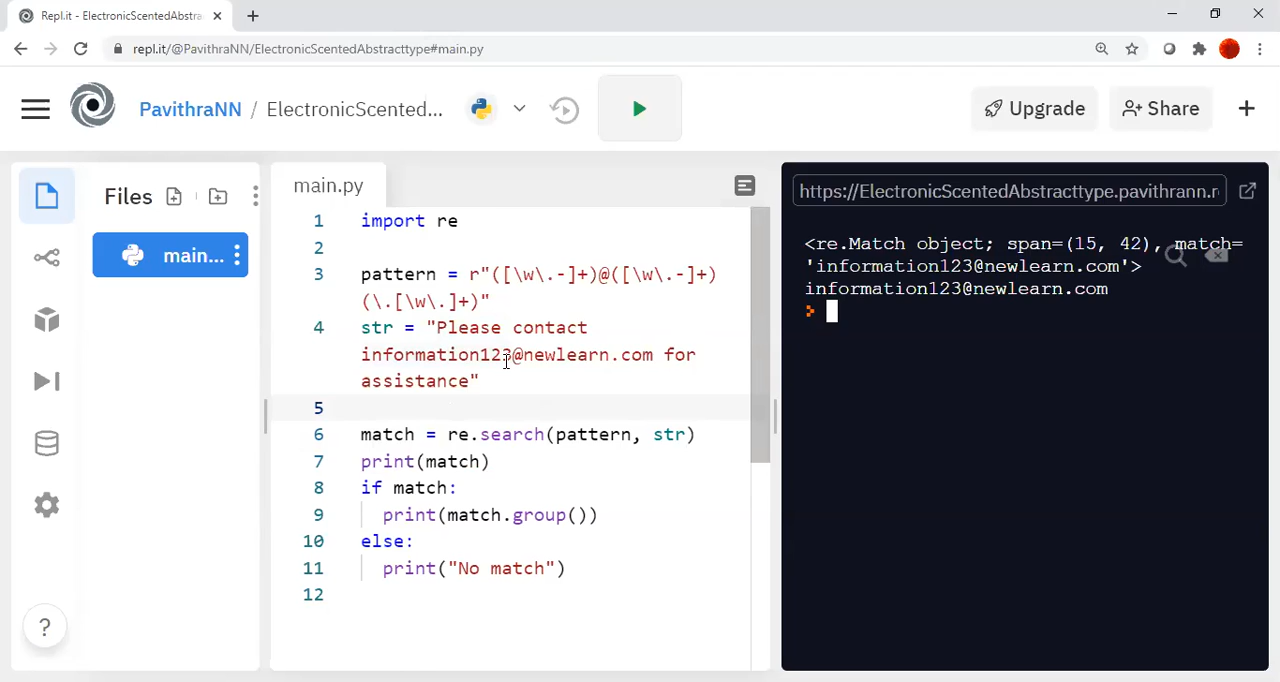 Repl.it - ElectronicScentedAbstra
repl.it/@PavithraNN/ElectronicScentedAbstracttype#main.py
PavithraNN / ElectronicScented... Upgrade Share
Files
main...
main.py
1 import re
2
3 pattern = r"([\w\.-]+)@([\w\.-]+)
(\.[\w\.]+)"
4 str = "Please contact
information123@newlearn.com for
assistance"
5
6 match = re.search(pattern, str)
7 print(match)
8 if match:
9 print(match.group())
10 else:
11 print("No match")
12
https://ElectronicScentedAbstracttype.pavithrann.r
<re.Match object; span=(15, 42), match=
'information123@newlearn.com'>
information123@newlearn.com
>
?